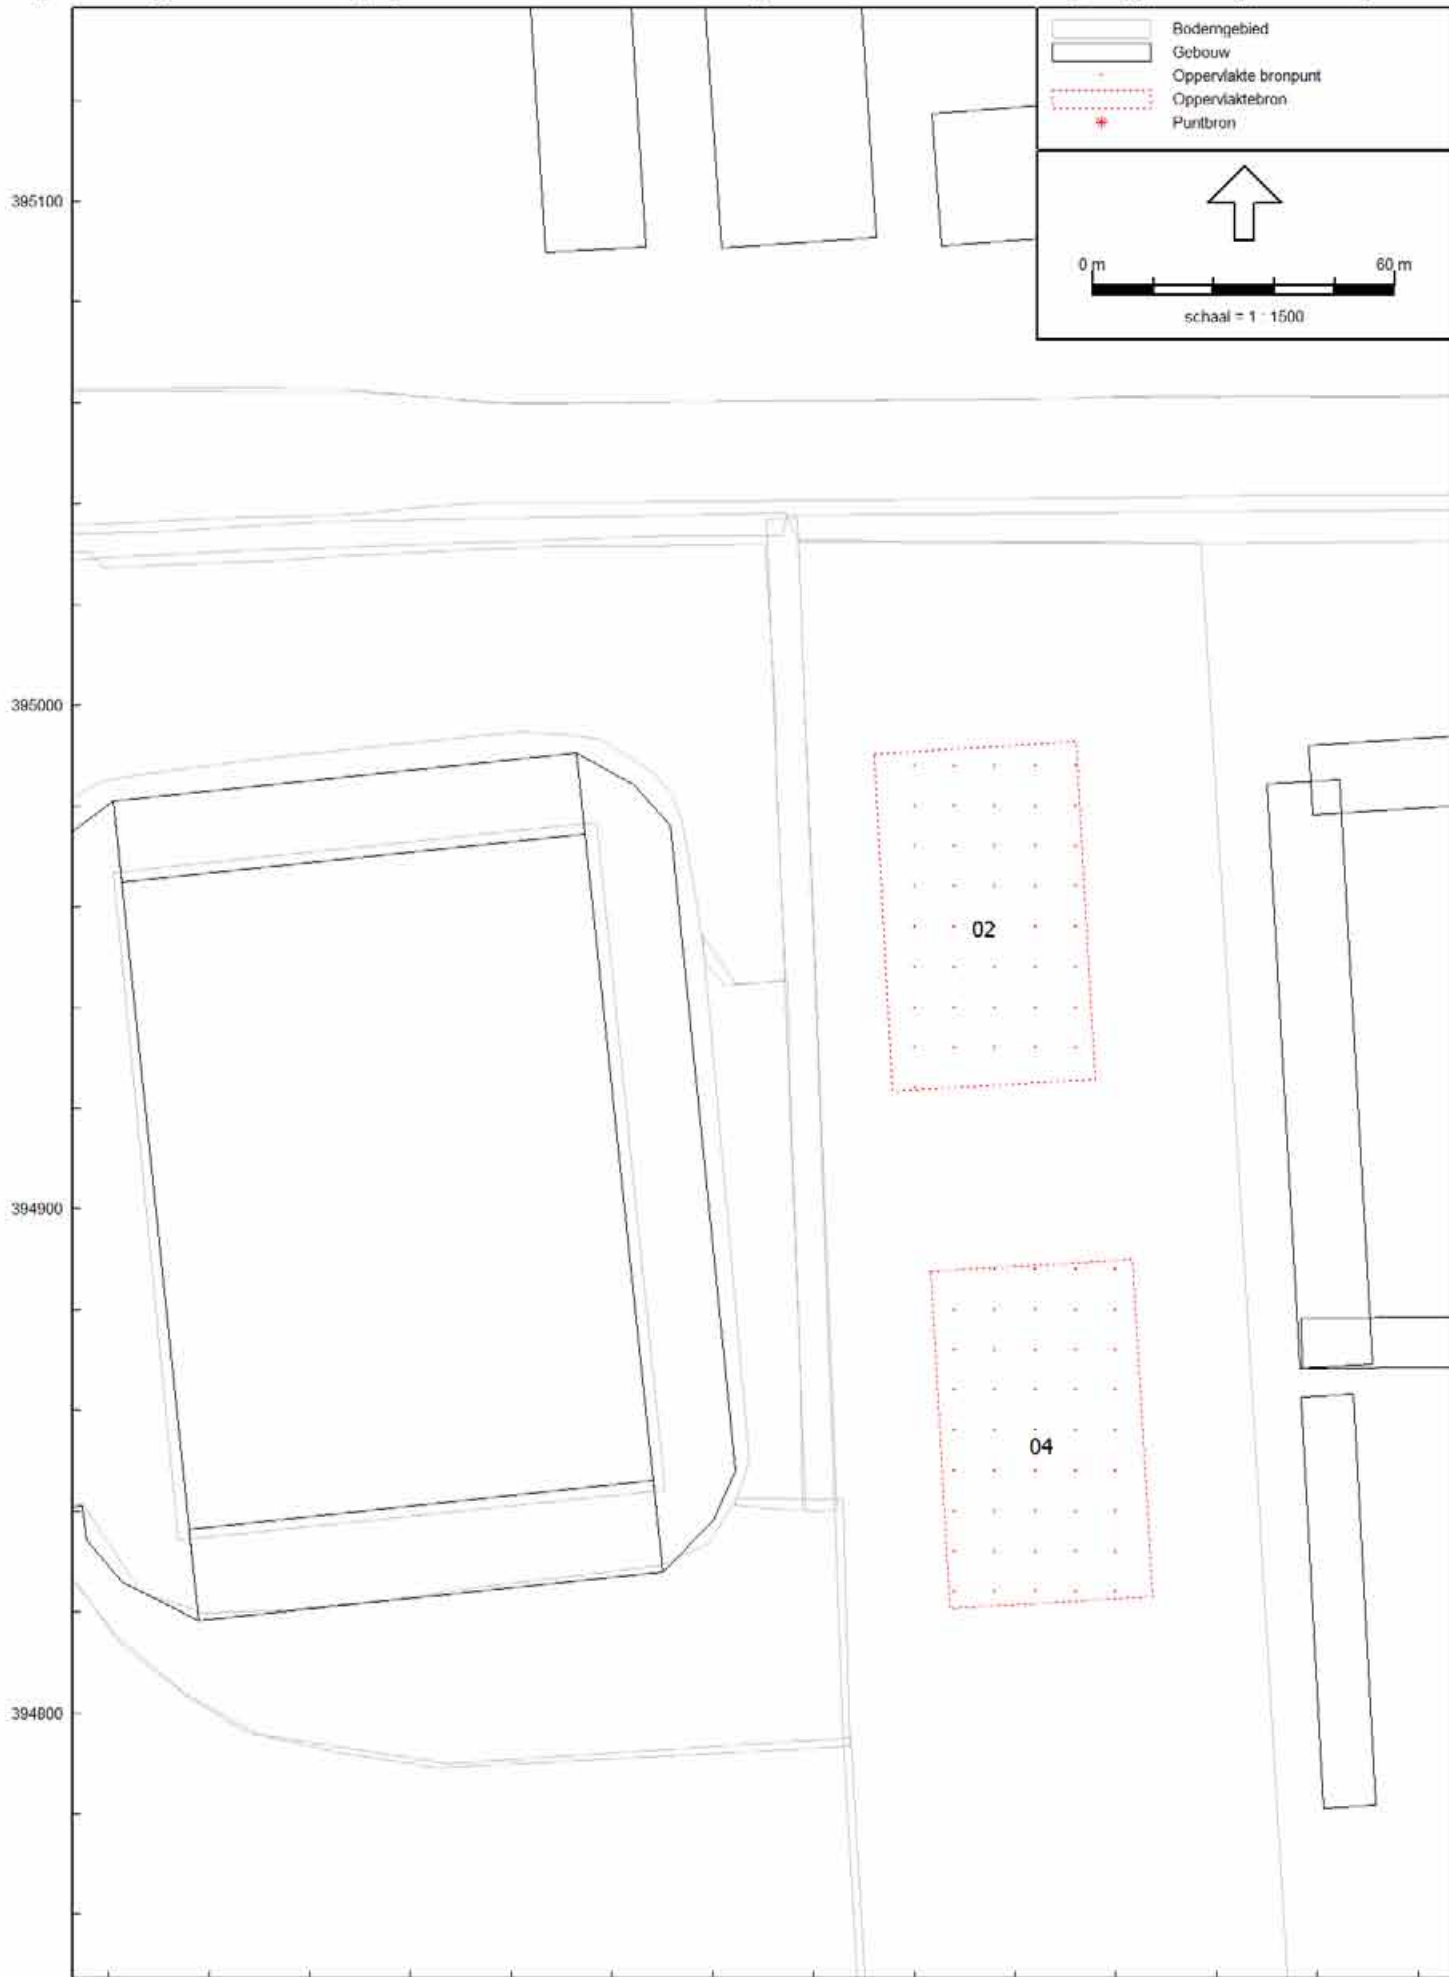 Bodemgebied
Gebouw
Oppervlakte bronpunt
Oppervlaktebron
Puntbron
0 m 60 m
schaal = 1 : 1500
395100
395000
02
394900
04
394800